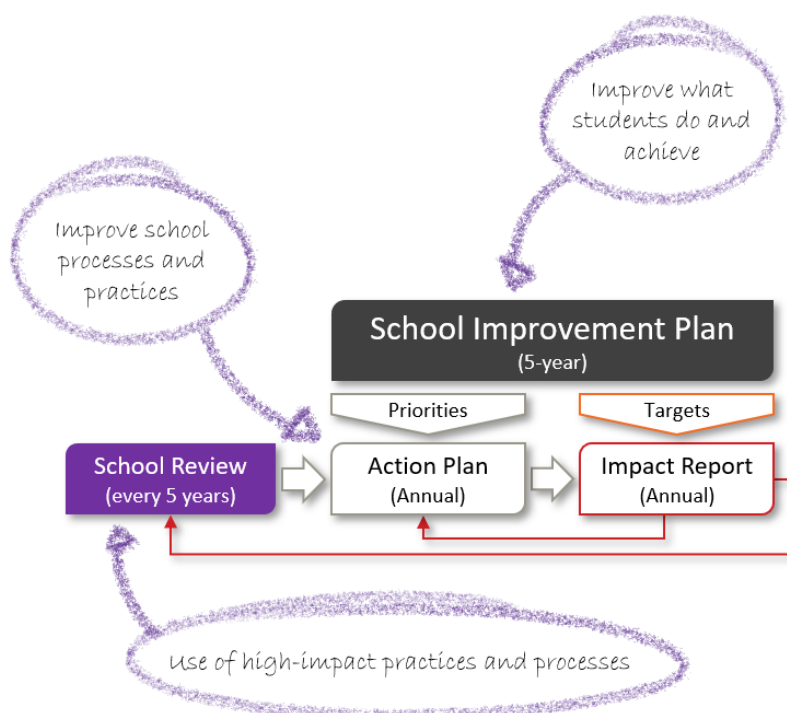 Improve what
students do and
achieve
Improve school
processes and
practices
School Improvement Plan
(5-year)
Priorities
Targets
School Review
(every 5 years)
Action Plan
(Annual)
Impact Report
(Annual)
Use of high-impact practices and processes